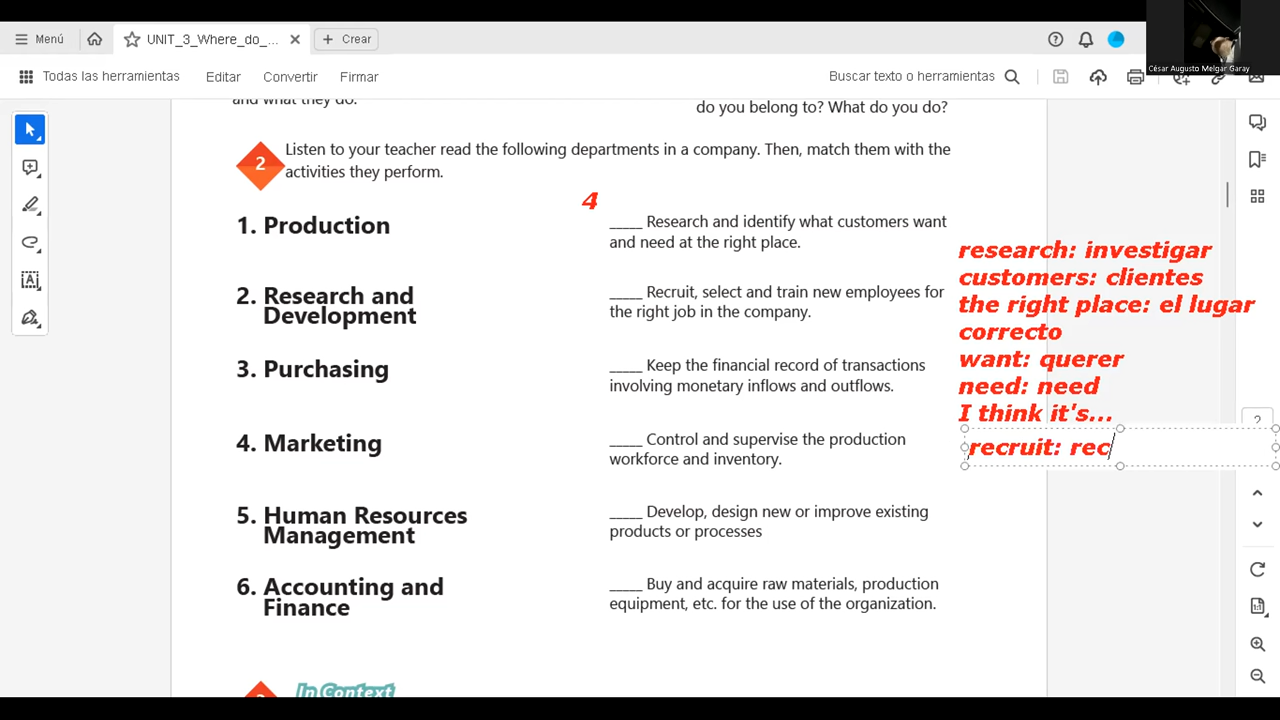 Menú
UNIT_3_Where_do_...
Crear
César Augusto Melgar Garay
Todas las herramientas
Editar
Convertir
Firmar
Buscar texto o herramientas
and what they do.
do you belong to? What do you do?
2
Listen to your teacher read the following departments in a company. Then, match them with the
activities they perform.
1. Production
4
_____ Research and identify what customers want
and need at the right place.
2. Research and
Development
_____ Recruit, select and train new employees for
the right job in the company.
3. Purchasing
_____ Keep the financial record of transactions
involving monetary inflows and outflows.
4. Marketing
_____ Control and supervise the production
workforce and inventory.
5. Human Resources
Management
_____ Develop, design new or improve existing
products or processes
6. Accounting and
Finance
_____ Buy and acquire raw materials, production
equipment, etc. for the use of the organization.
research: investigar
customers: clientes
the right place: el lugar
correcto
want: querer
need: need
I think it's...
recruit: rec
In Context